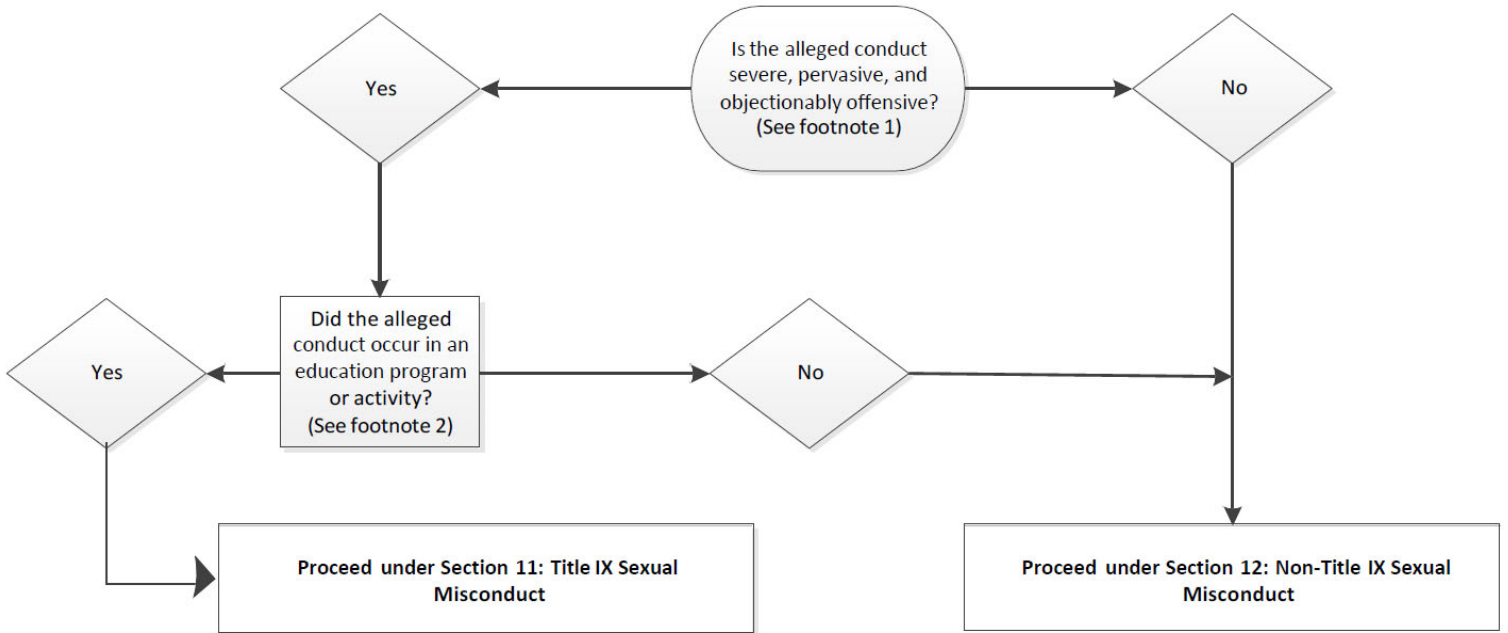 Is the alleged conduct
severe, pervasive, and
objectionably offensive?
(See footnote 1)
Yes
No
Did the alleged
conduct occur in an
education program
or activity?
(See footnote 2)
Yes
No
Proceed under Section 11: Title IX Sexual
Misconduct
Proceed under Section 12: Non-Title IX Sexual
Misconduct